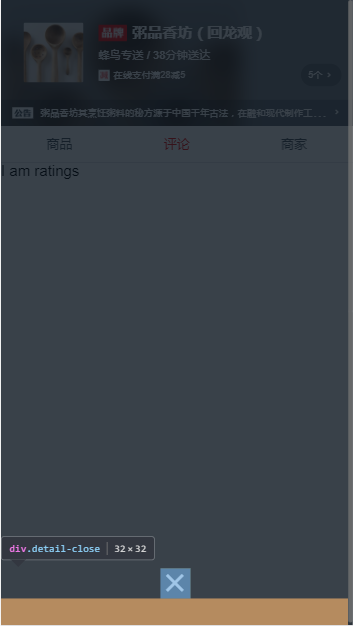 品牌 粥品香坊（回龙观）
蜂鸟专送 / 38分钟送达
减 在线支付满28减5
5个 >
公告 粥品香坊其烹饪粥料的秘方源于中国千年古法，在融和现代制作工... >
商品 评论 商家
I am ratings
div.detail-close 32 × 32